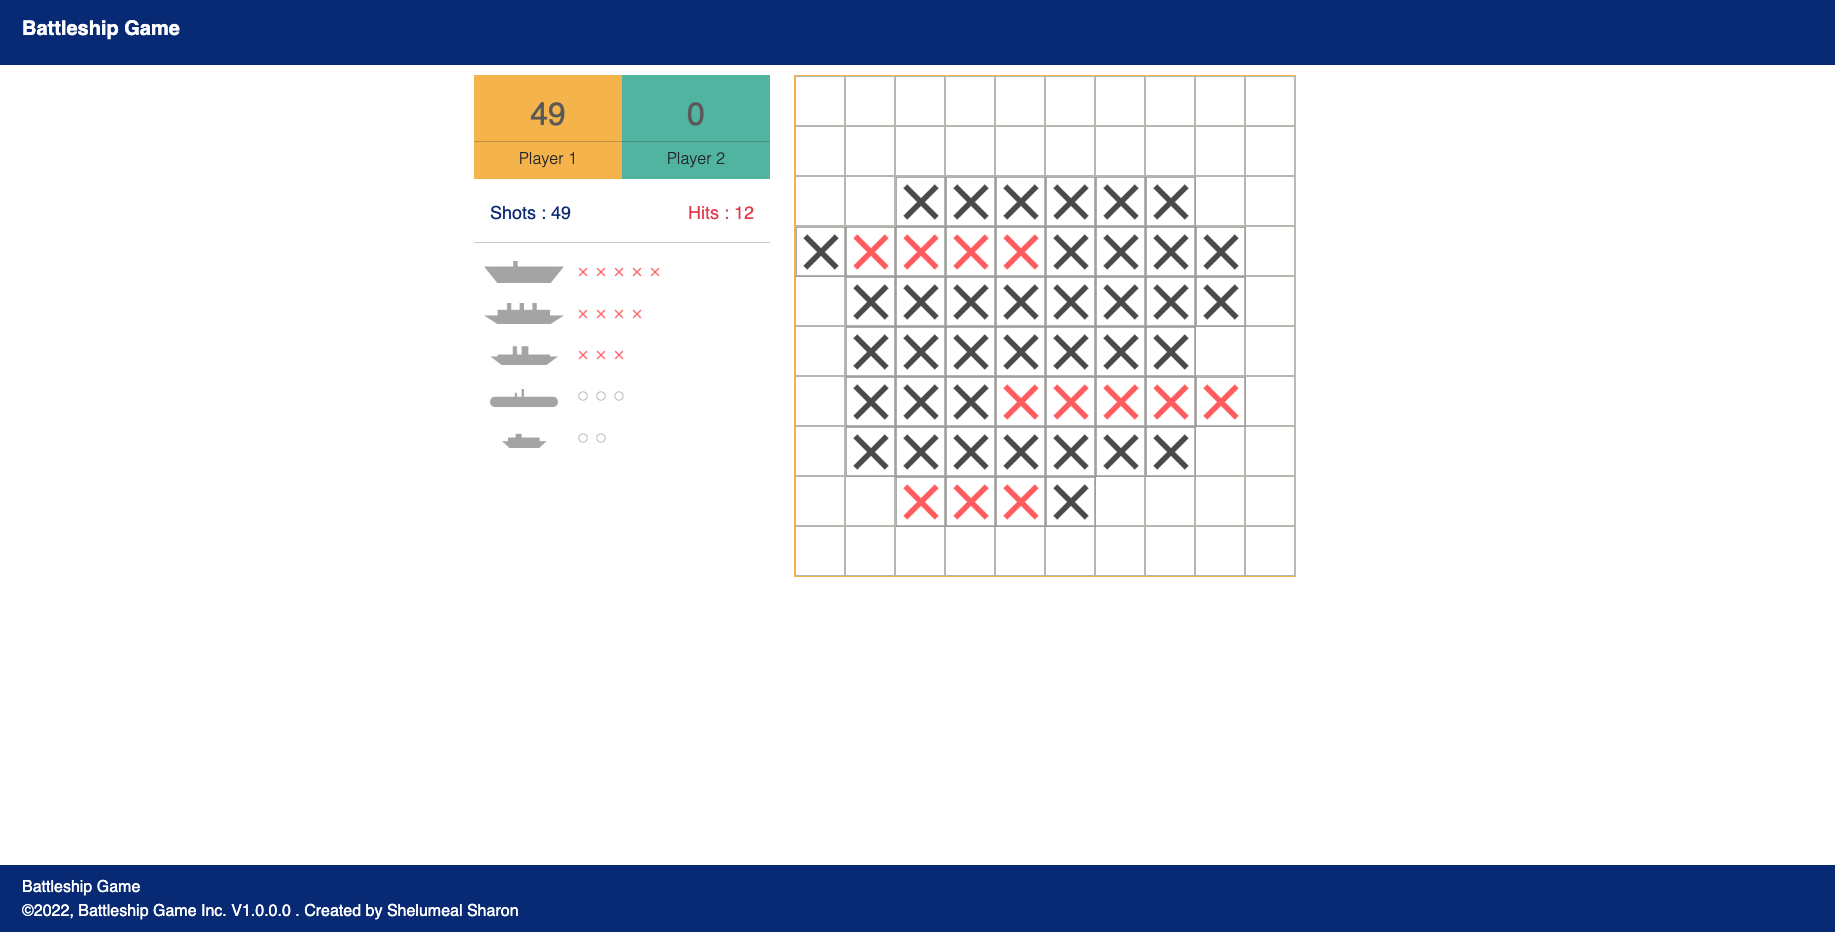 Battleship Game
49
0
Player 1
Player 2
Shots : 49
Hits : 12
Battleship Game
©2022, Battleship Game Inc. V1.0.0.0 . Created by Shelumeal Sharon